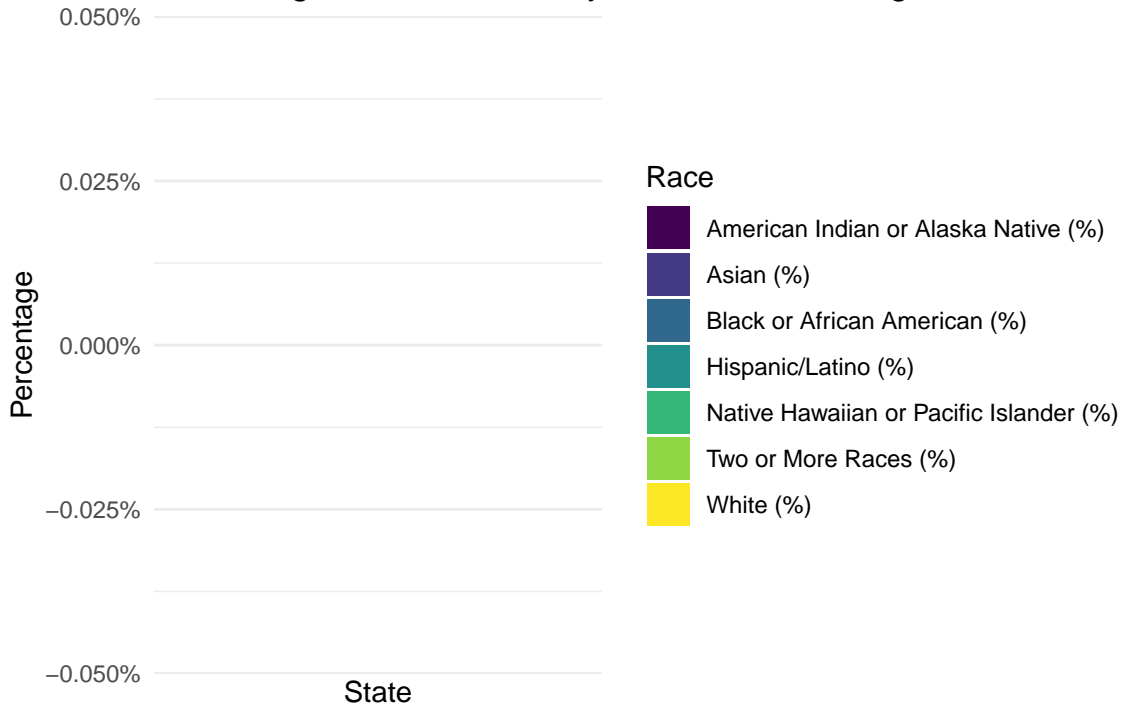 0.050%
0.025%
0.000%
−0.025%
−0.050%
Percentage
State
Race
American Indian or Alaska Native (%)
Asian (%)
Black or African American (%)
Hispanic/Latino (%)
Native Hawaiian or Pacific Islander (%)
Two or More Races (%)
White (%)